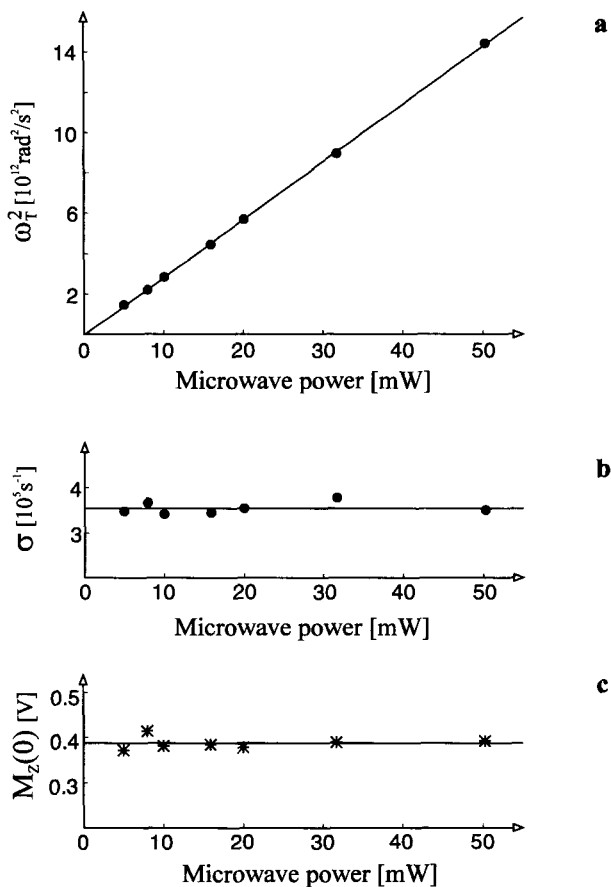 a
14
10
6
2
ω_T^2 [10^12 rad^2/s^2]
0 10 20 30 40 50
Microwave power [mW]
b
4
3
σ [10^5 s^-1]
0 10 20 30 40 50
Microwave power [mW]
c
0.5
0.4
0.3
M_z(0) [V]
0 10 20 30 40 50
Microwave power [mW]